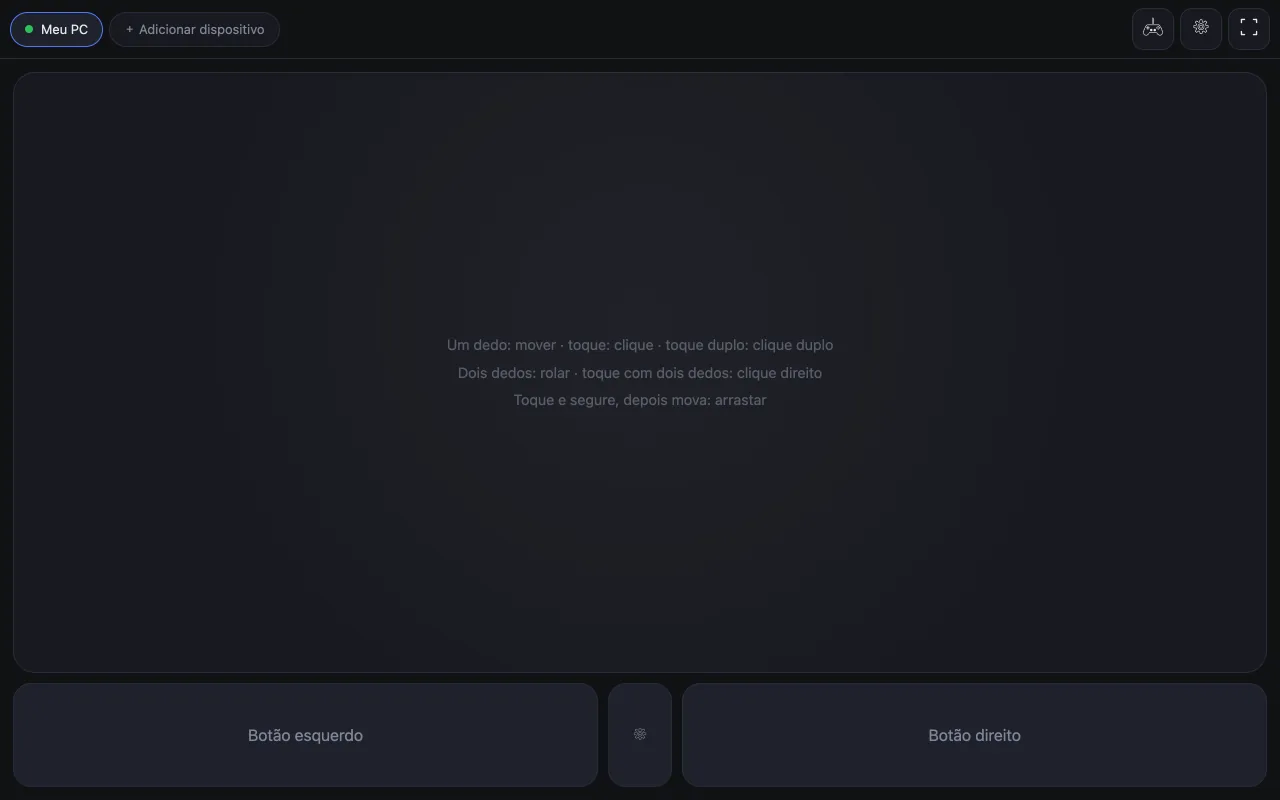 Meu PC
+ Adicionar dispositivo
Um dedo: mover · toque: clique · toque duplo: clique duplo
Dois dedos: rolar · toque com dois dedos: clique direito
Toque e segure, depois mova: arrastar
Botão esquerdo
Botão direito